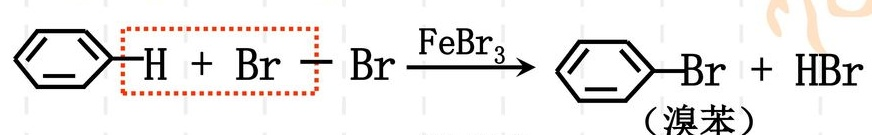 H + Br — Br FeBr₃ Br + HBr
（溴苯）